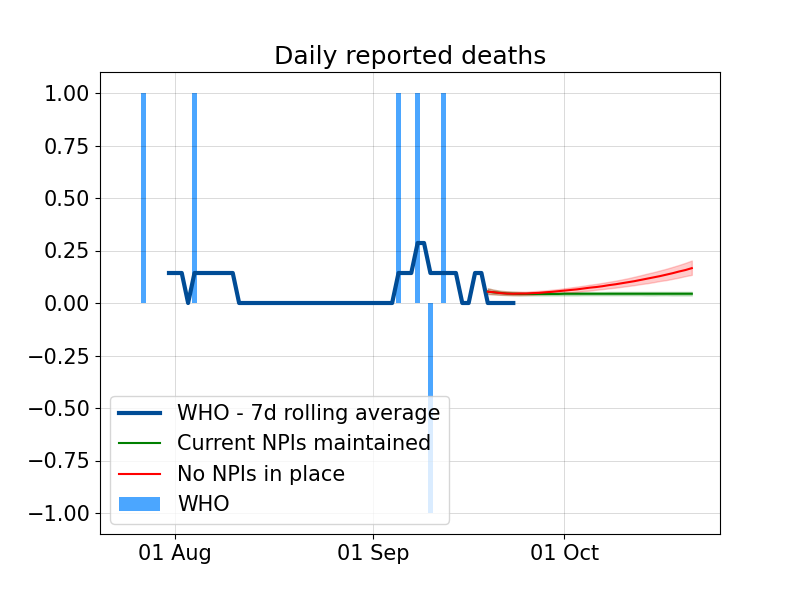 Daily reported deaths
1.00
0.75
0.50
0.25
0.00
−0.25
−0.50
−0.75
−1.00
WHO - 7d rolling average
Current NPIs maintained
No NPIs in place
WHO
01 Aug
01 Sep
01 Oct